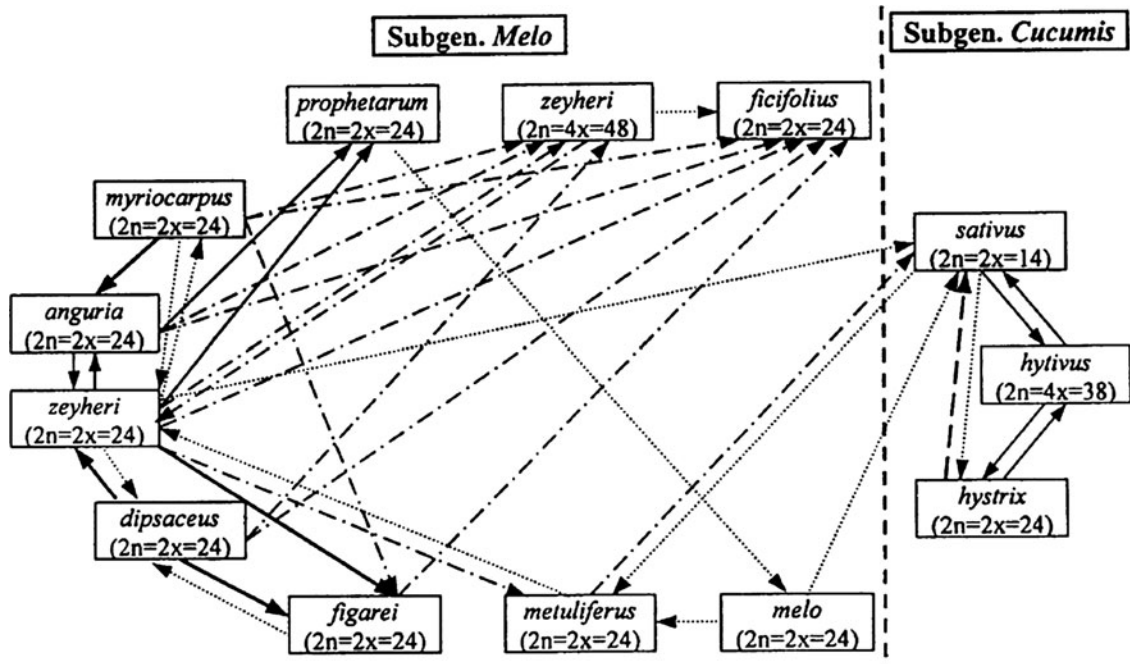 Subgen. Melo
Subgen. Cucumis
prophetarum
(2n=2x=24)
zeyheri
(2n=4x=48)
ficifolius
(2n=2x=24)
myriocarpus
(2n=2x=24)
sativus
(2n=2x=14)
anguria
(2n=2x=24)
hytivus
(2n=4x=38)
zeyheri
(2n=2x=24)
hystrix
(2n=2x=24)
dipsaceus
(2n=2x=24)
figarei
(2n=2x=24)
metuliferus
(2n=2x=24)
melo
(2n=2x=24)